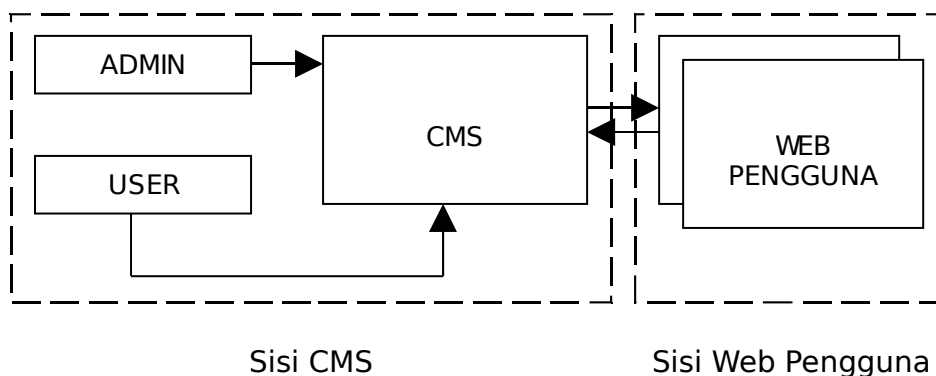 ADMIN
CMS
USER
WEB
PENGGUNA
Sisi CMS
Sisi Web Pengguna